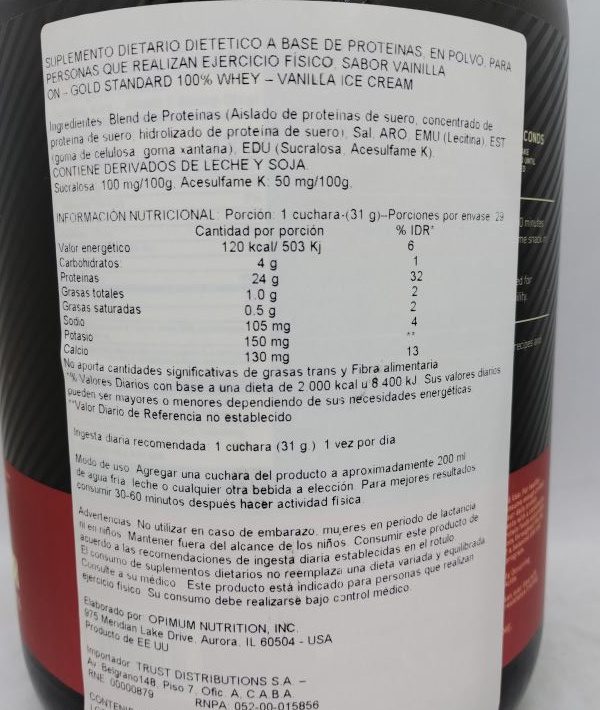 SUPLEMENTO DIETARIO DIETETICO A BASE DE PROTEINAS, EN POLVO, PARA
PERSONAS QUE REALIZAN EJERCICIO FÍSICO. SABOR VAINILLA
ON - GOLD STANDARD 100% WHEY – VANILLA ICE CREAM
Ingredientes: Blend de Proteínas (Aislado de proteínas de suero, concentrado de
proteína de suero, hidrolizado de proteína de suero), Sal, ARO, EMU (Lecitina), EST
(goma de celulosa, goma xantana), EDU (Sucralosa, Acesulfame K).
CONTIENE DERIVADOS DE LECHE Y SOJA.
Sucralosa: 100 mg/100g, Acesulfame K: 50 mg/100g.
INFORMACIÓN NUTRICIONAL: Porción: 1 cuchara-(31 g)–Porciones por envase: 29
Cantidad por porción % IDR*
Valor energético 120 kcal/ 503 Kj 6
Carbohidratos 4 g 1
Proteinas 24 g 32
Grasas totales 1.0 g 2
Grasas saturadas 0.5 g 2
Sodio 105 mg 4
Potasio 150 mg **
Calcio 130 mg 13
No aporta cantidades significativas de grasas trans y Fibra alimentaria
*% Valores Diarios con base a una dieta de 2.000 kcal u 8.400 kJ. Sus valores diarios
pueden ser mayores o menores dependiendo de sus necesidades energéticas.
**Valor Diario de Referencia no establecido
Ingesta diaria recomendada: 1 cuchara (31 g.) 1 vez por día
Modo de uso: Agregar una cuchara del producto a aproximadamente 200 ml
de agua fría, leche o cualquier otra bebida a elección. Para mejores resultados
consumir 30-60 minutos después hacer actividad física.
Advertencias: No utilizar en caso de embarazo, mujeres en periodo de lactancia
ni en niños. Mantener fuera del alcance de los niños. Consumir este producto de
acuerdo a las recomendaciones de ingesta diaria establecidas en el rotulo.
El consumo de suplementos dietarios no reemplaza una dieta variada y equilibrada.
Consulte a su médico. Este producto está indicado para personas que realizan
ejercicio físico. Su consumo debe realizarse bajo control médico.
Elaborado por: OPIMUM NUTRITION, INC.
975 Meridian Lake Drive, Aurora, IL 60504 - USA
Producto de EE.UU
Importador: TRUST DISTRIBUTIONS S.A. –
Av. Belgrano148, Piso 7, Ofic. A, C.A.B.A.
RNE: 00000879 RNPA: 052-00-015856